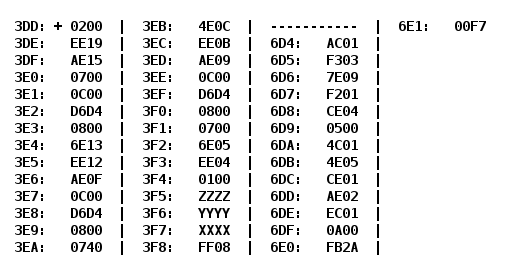 3DD: + 0200 | 3EB: 4E0C | ----------- | 6E1: 00F7
3DE: EE19 | 3EC: EE0B | 6D4: AC01 |
3DF: AE15 | 3ED: AE09 | 6D5: F303 |
3E0: 0700 | 3EE: 0C00 | 6D6: 7E09 |
3E1: 0C00 | 3EF: D6D4 | 6D7: F201 |
3E2: D6D4 | 3F0: 0800 | 6D8: CE04 |
3E3: 0800 | 3F1: 0700 | 6D9: 0500 |
3E4: 6E13 | 3F2: 6E05 | 6DA: 4C01 |
3E5: EE12 | 3F3: EE04 | 6DB: 4E05 |
3E6: AE0F | 3F4: 0100 | 6DC: CE01 |
3E7: 0C00 | 3F5: ZZZZ | 6DD: AE02 |
3E8: D6D4 | 3F6: YYYY | 6DE: EC01 |
3E9: 0800 | 3F7: XXXX | 6DF: 0A00 |
3EA: 0740 | 3F8: FF08 | 6E0: FB2A |